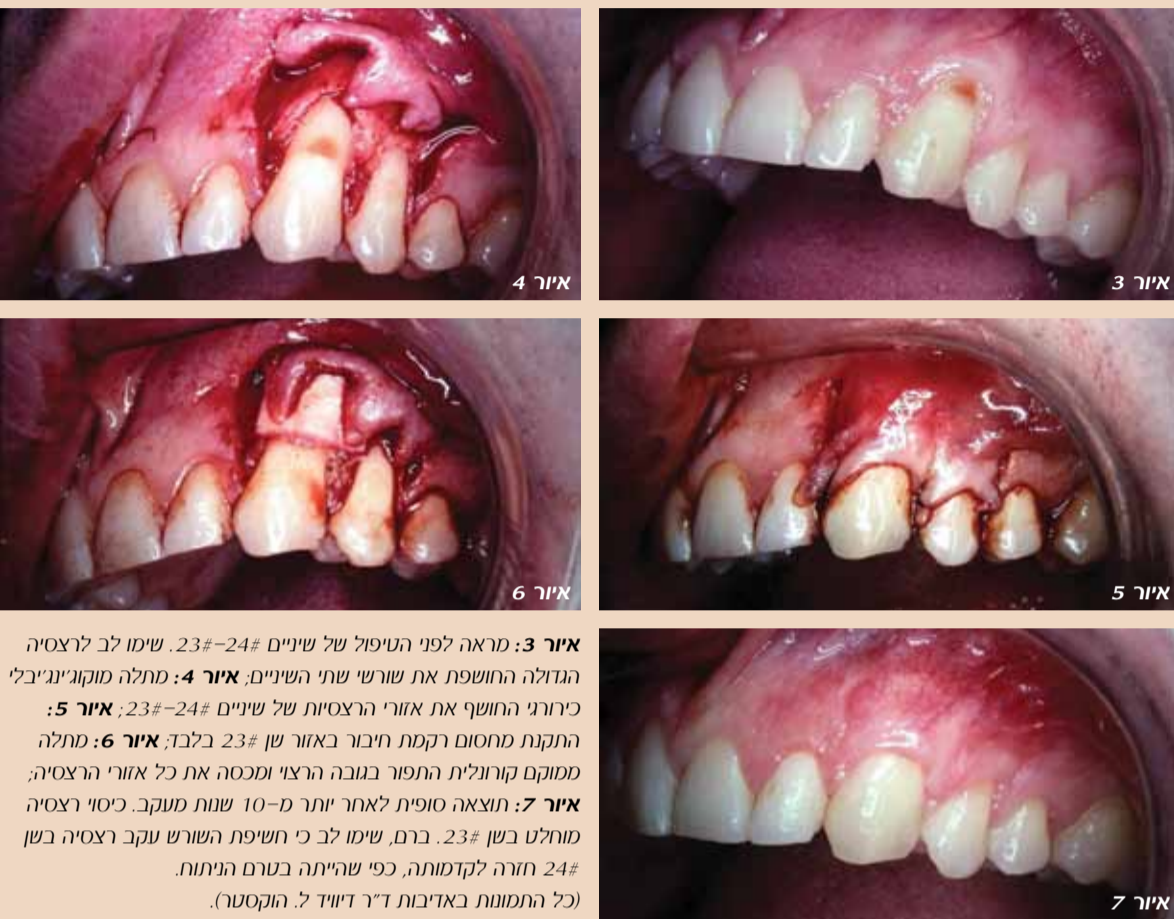 איור 3
איור 4
איור 5
איור 6
איור 7
איור 3: מראה לפני הטיפול של שיניים #24–#23. שימו לב לרצסיה
הגדולה החושפת את שורשי שתי השיניים; איור 4: מתלה מוקוג'ינג'יבלי
כירורגי החושף את אזורי הרצסיות של שיניים #24–#23; איור 5:
התקנת מחסום רקמת חיבור באזור שן #23 בלבד; איור 6: מתלה
ממוקם קורונלית התפור בגובה הרצוי ומכסה את כל אזורי הרצסיה;
איור 7: תוצאה סופית לאחר יותר מ-10 שנות מעקב. כיסוי רצסיה
מוחלט בשן #23. ברם, שימו לב כי חשיפת השורש עקב רצסיה בשן
#24 חזרה לקדמותה, כפי שהייתה בטרם הניתוח.
(כל התמונות באדיבות ד"ר דיוויד ל. הוקסטר).